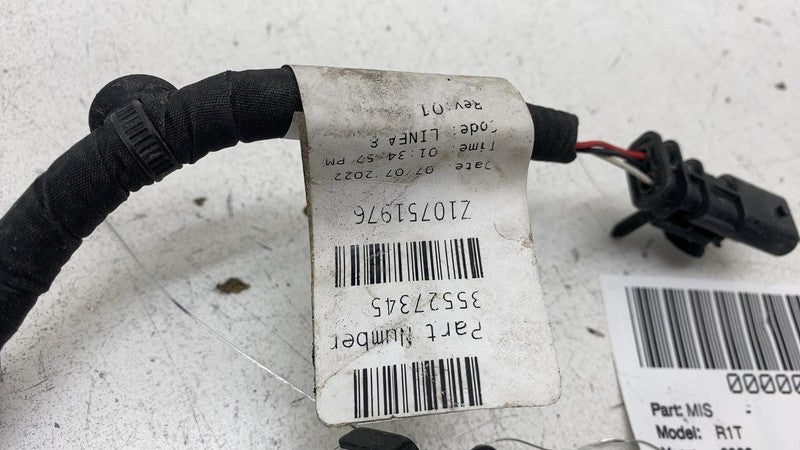 Part Number
35527345
Z10751976
Date: 07/07/2022
Time: 01:34:57 PM
Code: LINEA 8
Rev:01
Part: MIS -
Model: R1T